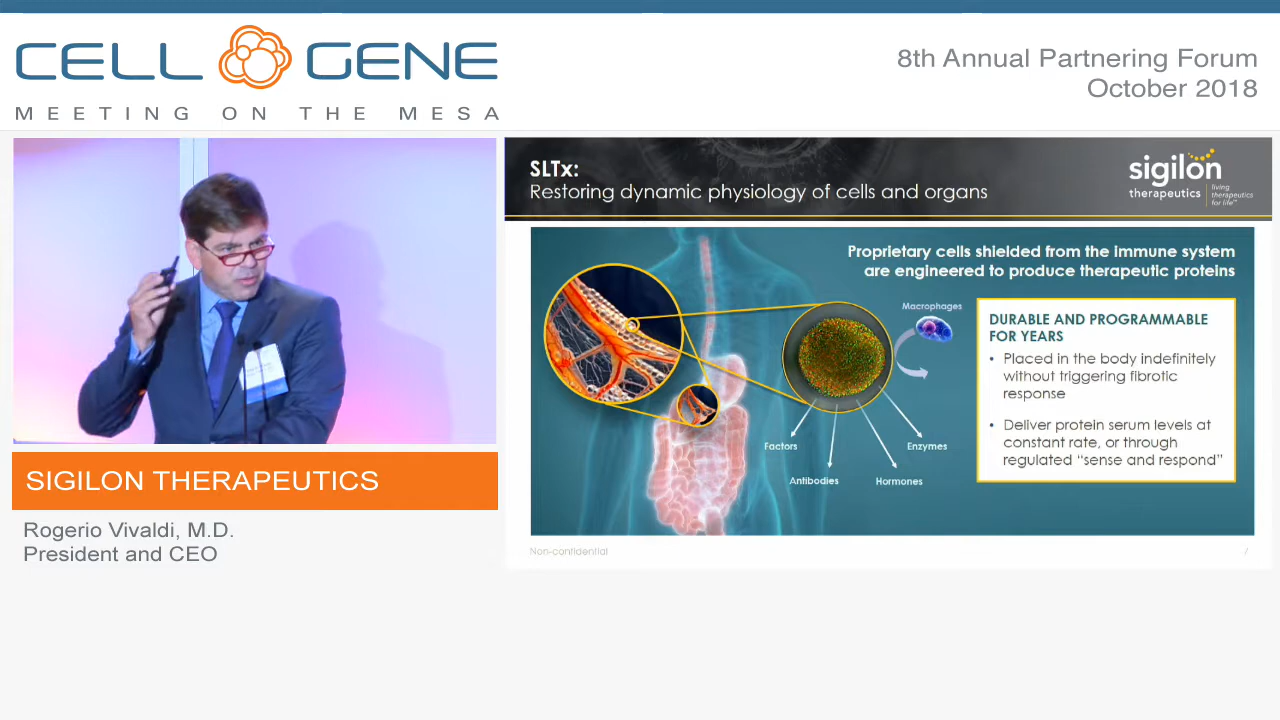 CELL GENE
MEETING ON THE MESA
8th Annual Partnering Forum
October 2018
SLTx:
Restoring dynamic physiology of cells and organs
sigilon
therapeutics
living
therapeutics
for life™
Proprietary cells shielded from the immune system
are engineered to produce therapeutic proteins
Macrophages
DURABLE AND PROGRAMMABLE
FOR YEARS
• Placed in the body indefinitely
without triggering fibrotic
response
• Deliver protein serum levels at
constant rate, or through
regulated “sense and respond”
Factors
Enzymes
Antibodies
Hormones
Non-confidential
SIGILON THERAPEUTICS
Rogerio Vivaldi, M.D.
President and CEO